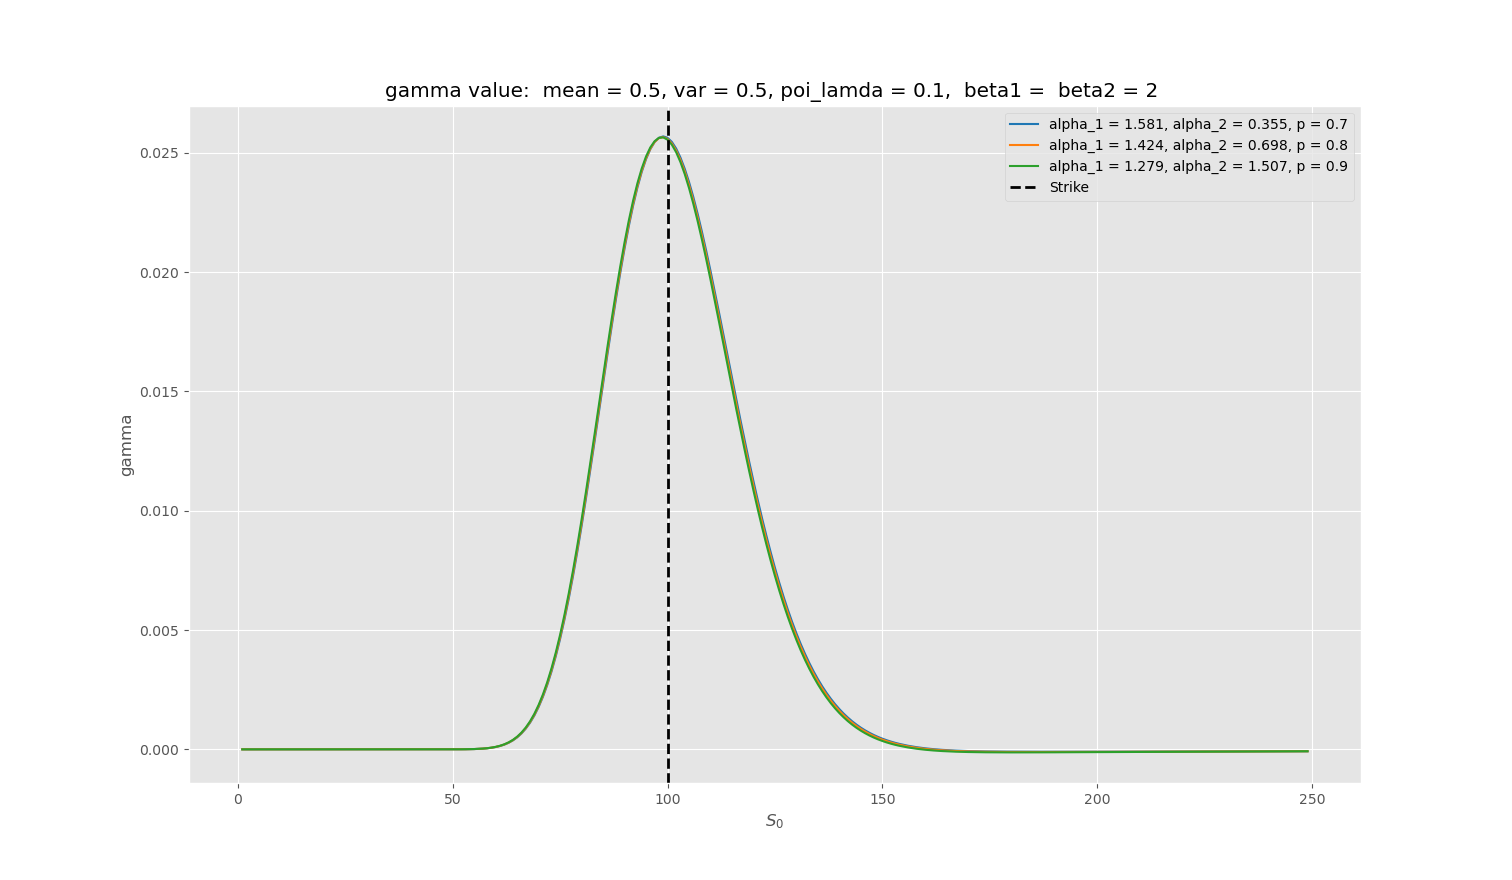 gamma value:  mean = 0.5, var = 0.5, poi_lamda = 0.1,  beta1 =  beta2 = 2
alpha_1 = 1.581, alpha_2 = 0.355, p = 0.7
alpha_1 = 1.424, alpha_2 = 0.698, p = 0.8
alpha_1 = 1.279, alpha_2 = 1.507, p = 0.9
Strike
gamma
0.025
0.020
0.015
0.010
0.005
0.000
0 50 100 150 200 250
S_0